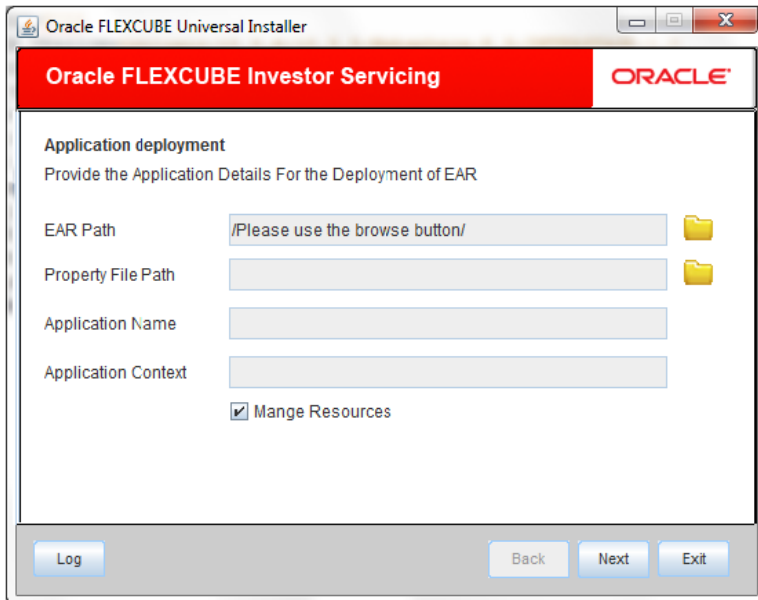 Oracle FLEXCUBE Universal Installer
Oracle FLEXCUBE Investor Servicing
ORACLE
Application deployment
Provide the Application Details For the Deployment of EAR
EAR Path
/Please use the browse button/
Property File Path
Application Name
Application Context
Mange Resources
Log
Back
Next
Exit